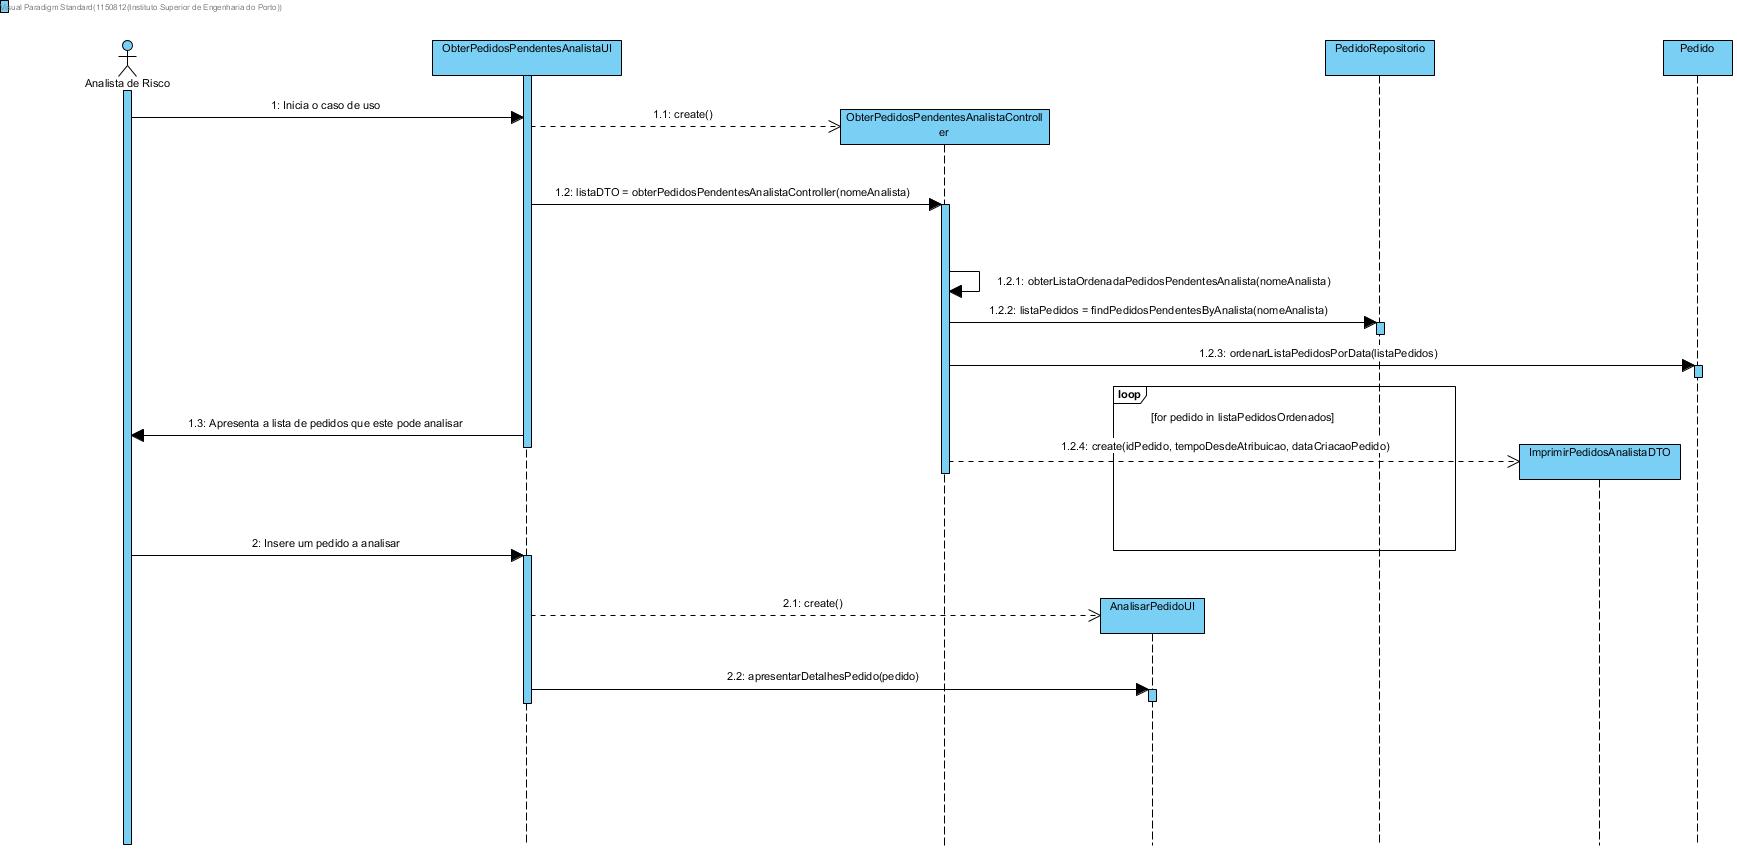 Visual Paradigm Standard(1150812(Instituto Superior de Engenharia do Porto))
Analista de Risco
ObterPedidosPendentesAnalistaUI
PedidoRepositorio
Pedido
1: Inicia o caso de uso
1.1: create()
ObterPedidosPendentesAnalistaControll
er
1.2: listaDTO = obterPedidosPendentesAnalistaController(nomeAnalista)
1.2.1: obterListaOrdenadaPedidosPendentesAnalista(nomeAnalista)
1.2.2: listaPedidos = findPedidosPendentesByAnalista(nomeAnalista)
1.2.3: ordenarListaPedidosPorData(listaPedidos)
loop
[for pedido in listaPedidosOrdenados]
1.3: Apresenta a lista de pedidos que este pode analisar
1.2.4: create(idPedido, tempoDesdeAtribuicao, dataCriacaoPedido)
ImprimirPedidosAnalistaDTO
2: Insere um pedido a analisar
2.1: create()
AnalisarPedidoUI
2.2: apresentarDetalhesPedido(pedido)